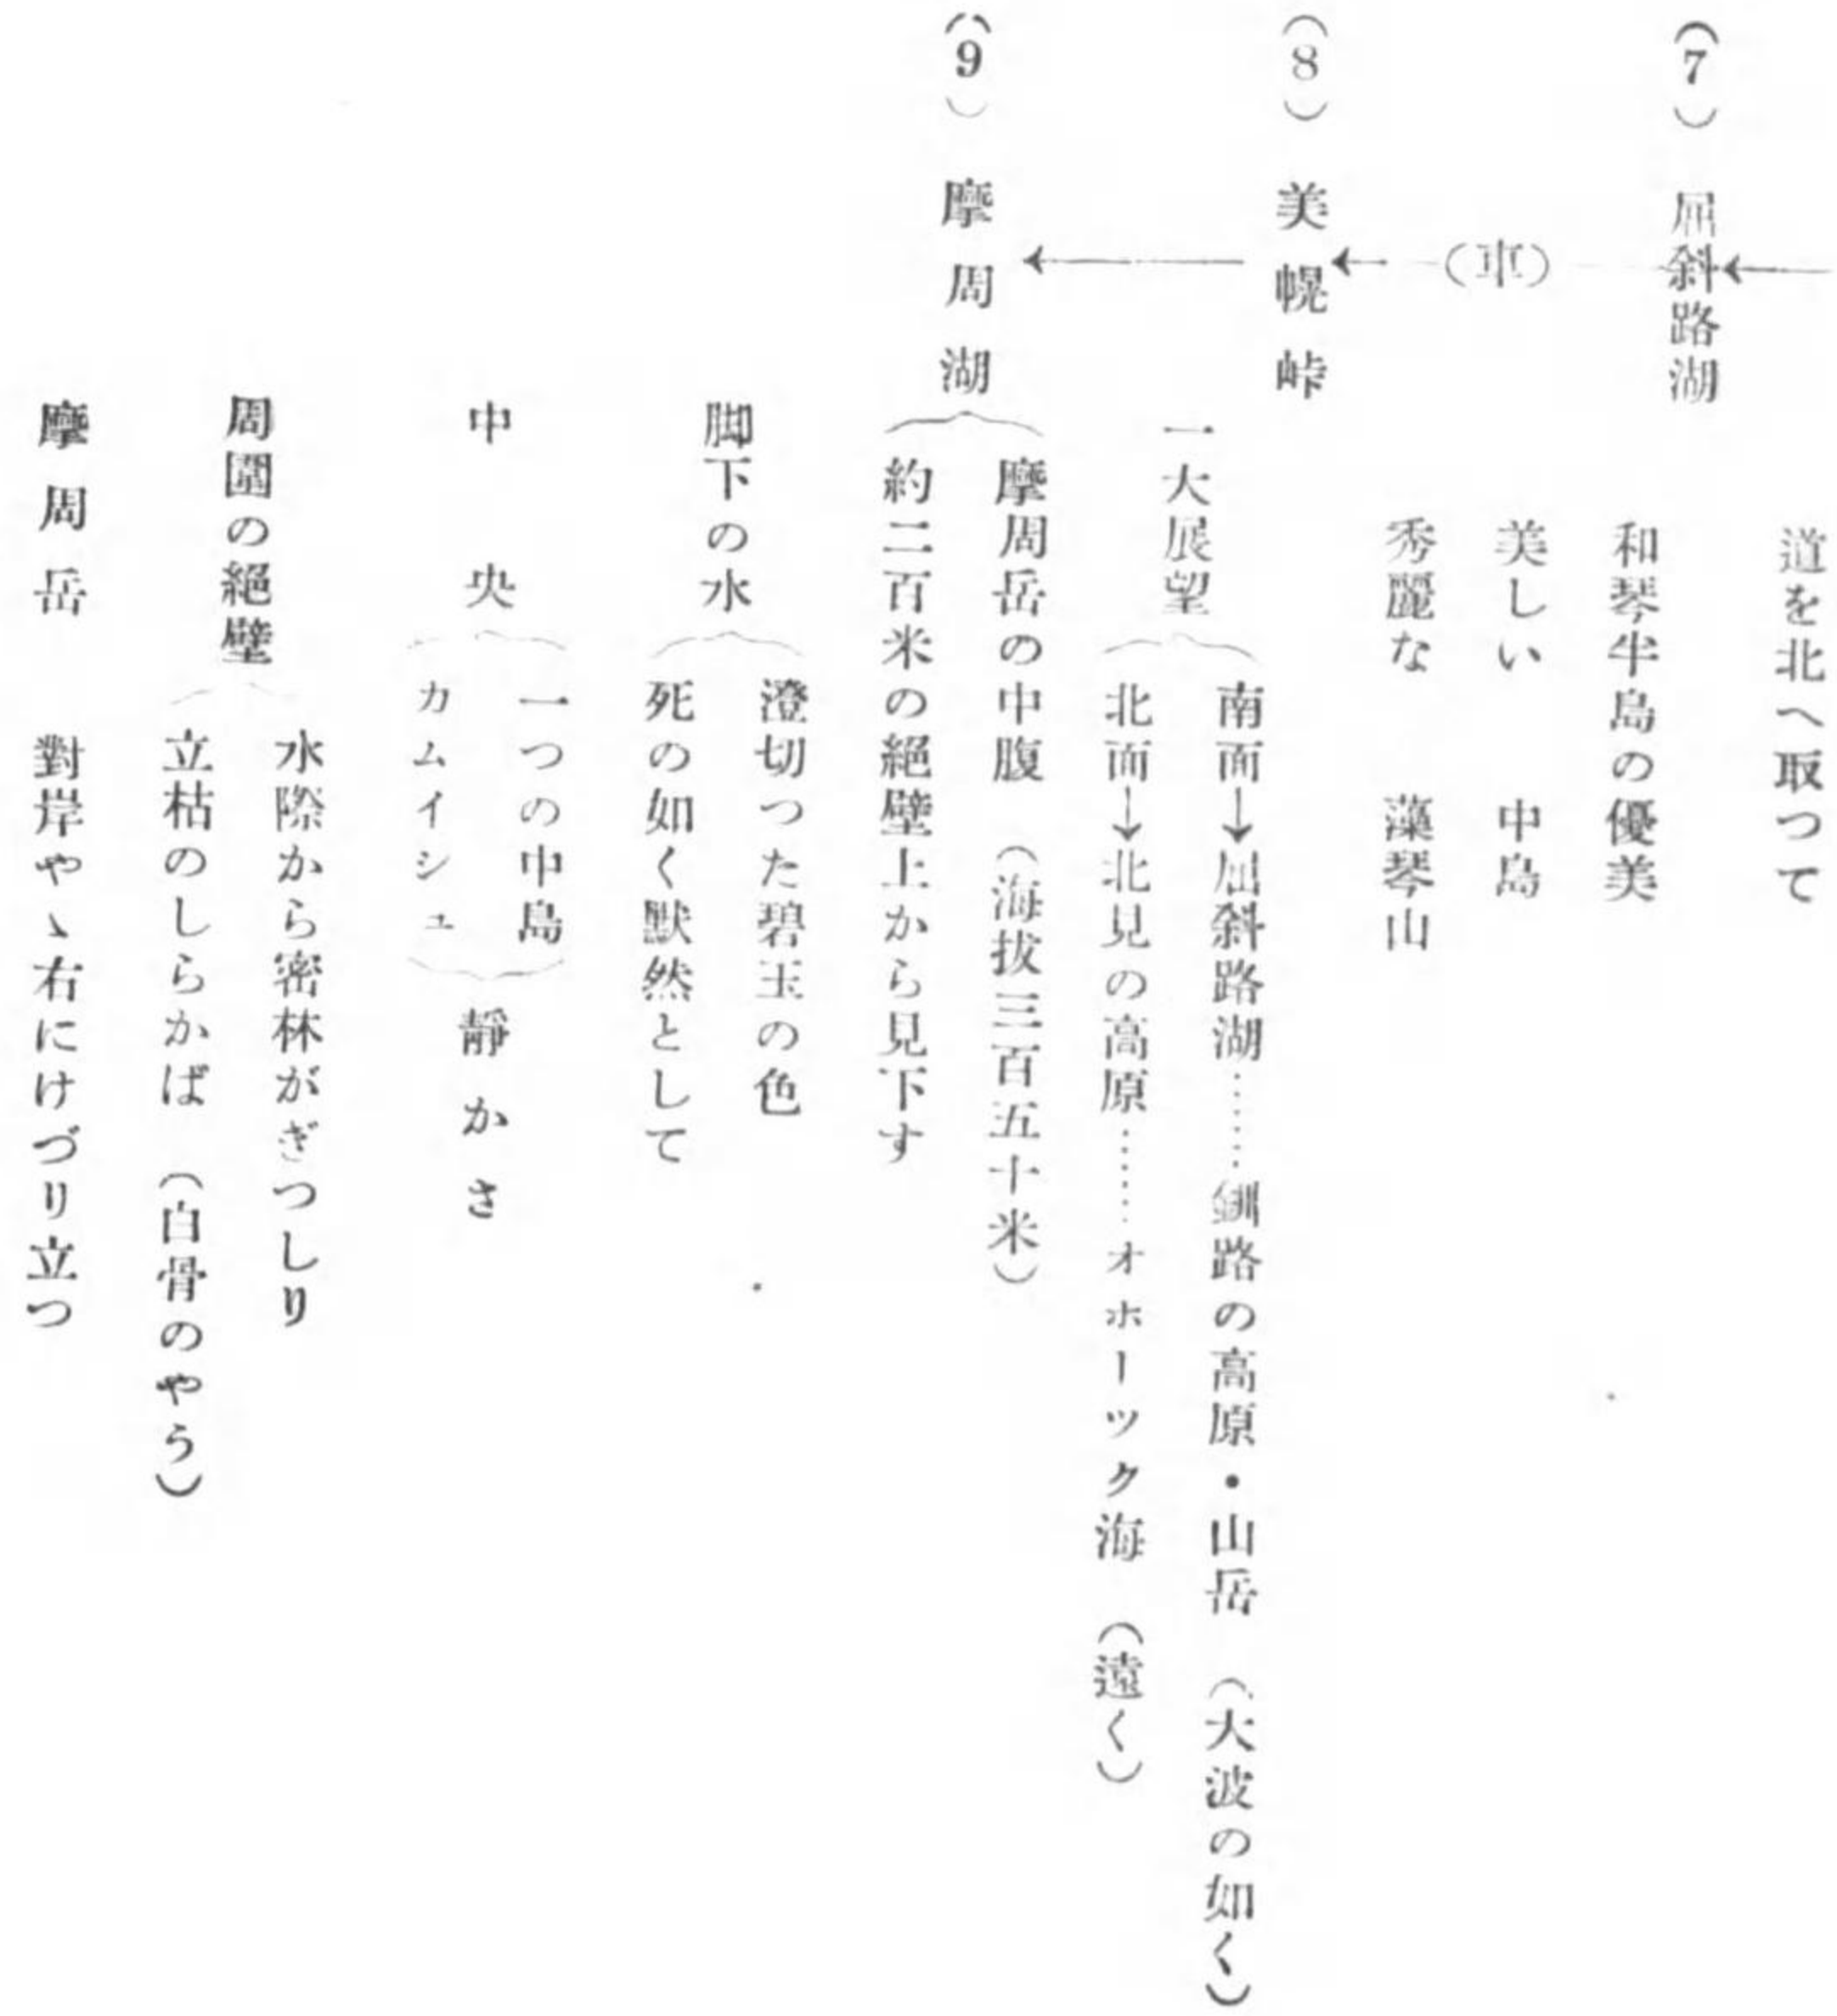 道を北へ取つて
(7) 屈斜路湖
和琴半島の優美
美しい 中島
(車)
秀麗な 藻琴山
(8) 美幌峠
一大展望
南面→屈斜路湖……釧路の高原・山岳 (大波の如く)
北面→北見の高原……オホーツク海 (遠く)
(9) 摩周湖
摩周岳の中腹 (海抜三百五十米)
約二百米の絕壁上から見下す
脚下の水
澄切つた碧玉の色
死の如く默然として
中央
一つの中島
カムイシュ
靜かさ
周圍の絕壁
水際から密林がぎつしり
立枯のしらかば (白骨のやう)
摩周岳 對岸やゝ右にけづり立つ